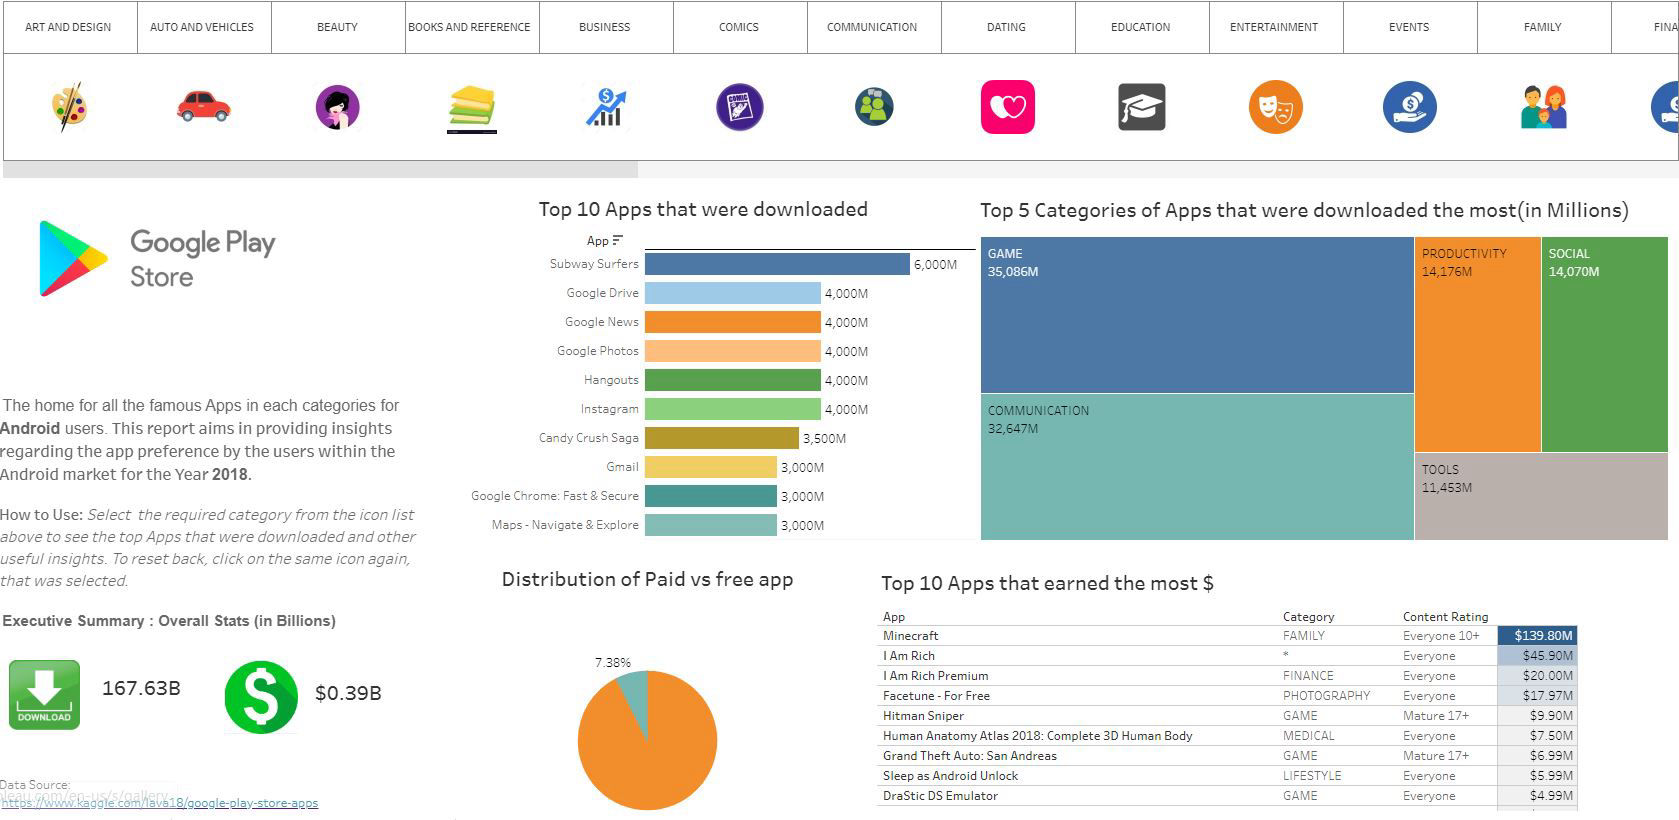 ART AND DESIGN
AUTO AND VEHICLES
BEAUTY
BOOKS AND REFERENCE
BUSINESS
COMICS
COMMUNICATION
DATING
EDUCATION
ENTERTAINMENT
EVENTS
FAMILY
FINA
COMIC
Google Play
Store
The home for all the famous Apps in each categories for
Android users. This report aims in providing insights
regarding the app preference by the users within the
Android market for the Year 2018.
How to Use: Select the required category from the icon list
above to see the top Apps that were downloaded and other
useful insights. To reset back, click on the same icon again,
that was selected.
Executive Summary : Overall Stats (in Billions)
DOWNLOAD
167.63B
$
$0.39B
Data Source:
leau.com/en-us/s/gallery
https://www.kaggle.com/lava18/google-play-store-apps
Top 10 Apps that were downloaded
App
Subway Surfers 6,000M
Google Drive 4,000M
Google News 4,000M
Google Photos 4,000M
Hangouts 4,000M
Instagram 4,000M
Candy Crush Saga 3,500M
Gmail 3,000M
Google Chrome: Fast & Secure 3,000M
Maps - Navigate & Explore 3,000M
Top 5 Categories of Apps that were downloaded the most(in Millions)
GAME
35,086M
COMMUNICATION
32,647M
PRODUCTIVITY
14,176M
SOCIAL
14,070M
TOOLS
11,453M
Distribution of Paid vs free app
7.38%
Top 10 Apps that earned the most $
App Category Content Rating
Minecraft FAMILY Everyone 10+ $139.80M
I Am Rich * Everyone $45.90M
I Am Rich Premium FINANCE Everyone $20.00M
Facetune - For Free PHOTOGRAPHY Everyone $17.97M
Hitman Sniper GAME Mature 17+ $9.90M
Human Anatomy Atlas 2018: Complete 3D Human Body MEDICAL Everyone $7.50M
Grand Theft Auto: San Andreas GAME Mature 17+ $6.99M
Sleep as Android Unlock LIFESTYLE Everyone $5.99M
DraStic DS Emulator GAME Everyone $4.99M